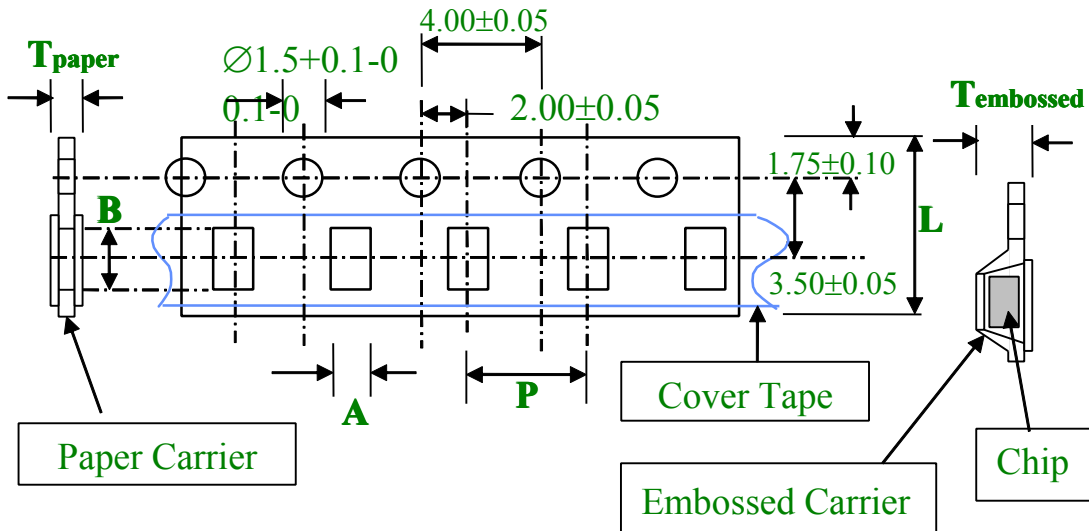 4.00±0.05
Tpaper
∅1.5+0.1-0
0.1-0
2.00±0.05
Tembossed
1.75±0.10
B
L
3.50±0.05
A
P
Cover Tape
Paper Carrier
Embossed Carrier
Chip